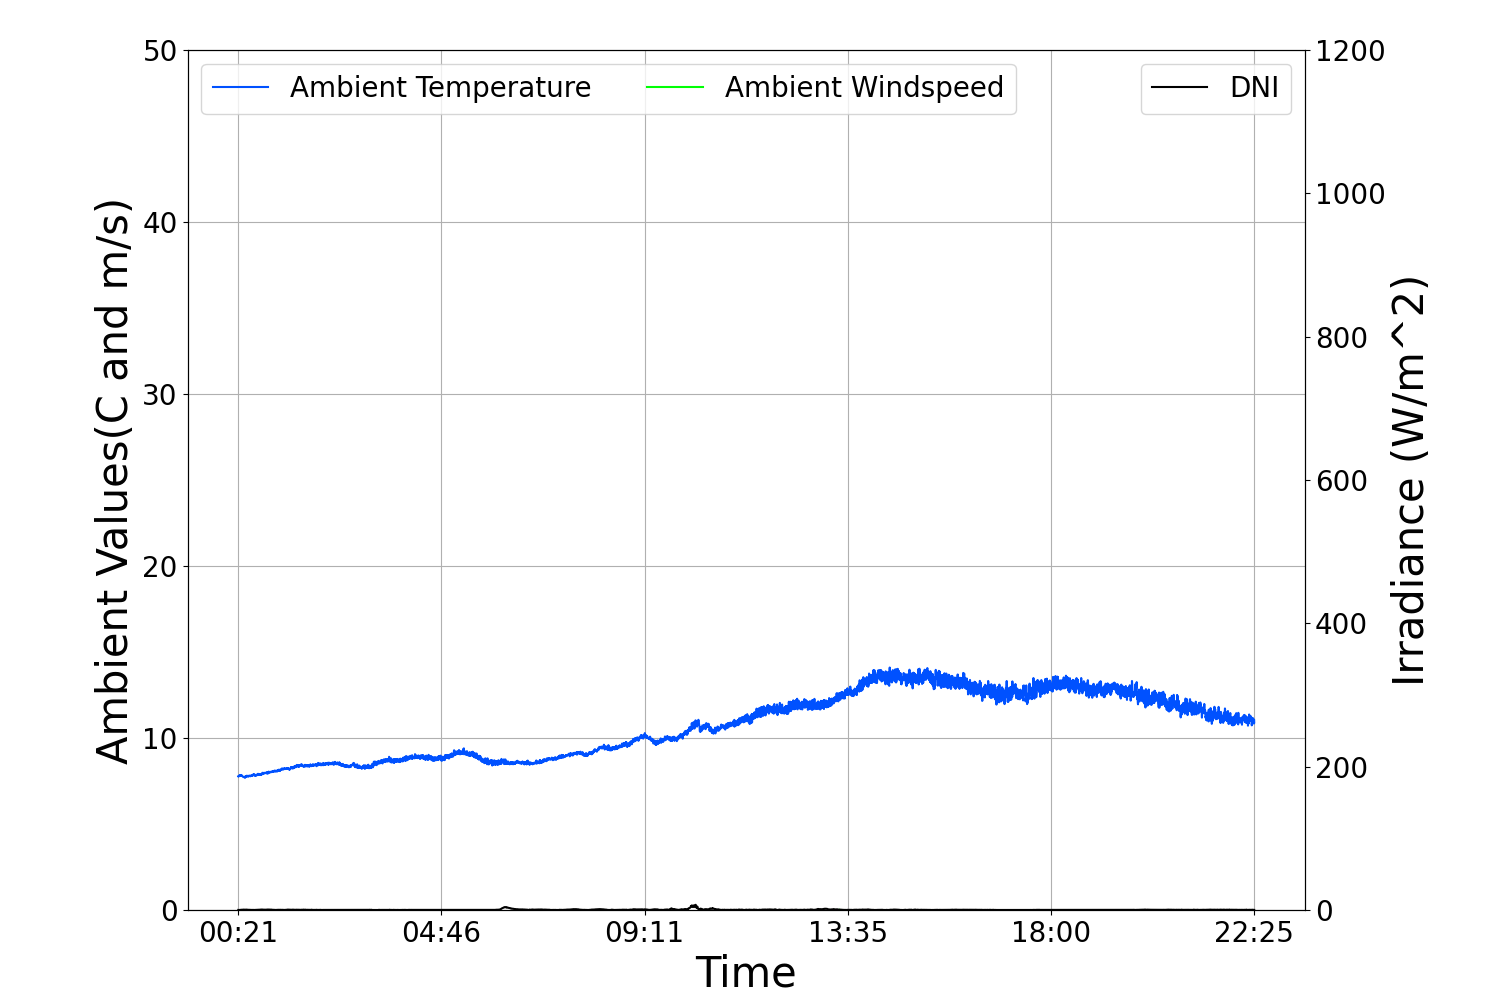 Ambient Temperature Ambient Windspeed DNI
50
40
30
20
10
0
Ambient Values(C and m/s)
1200
1000
800
600
400
200
0
Irradiance (W/m^2)
00:21 04:46 09:11 13:35 18:00 22:25
Time